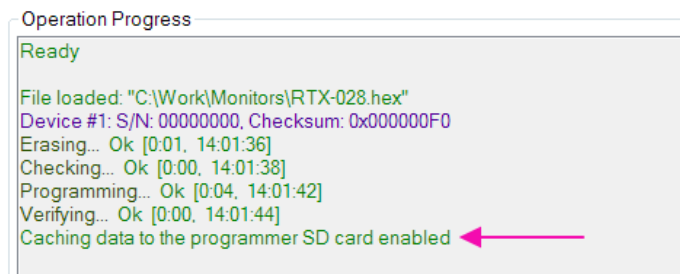 Operation Progress
Ready
File loaded: "C:\Work\Monitors\RTX-028.hex"
Device #1: S/N: 00000000, Checksum: 0x000000F0
Erasing... Ok [0:01, 14:01:36]
Checking... Ok [0:00, 14:01:38]
Programming... Ok [0:04, 14:01:42]
Verifying... Ok [0:00, 14:01:44]
Caching data to the programmer SD card enabled